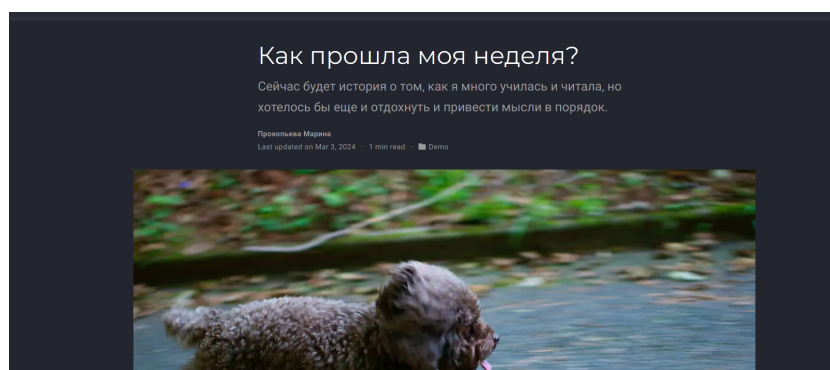 Как прошла моя неделя?
Сейчас будет история о том, как я много училась и читала, но
хотелось бы еще и отдохнуть и привести мысли в порядок.
Прокопьева Марина
Last updated on Mar 3, 2024 · 1 min read · Demo